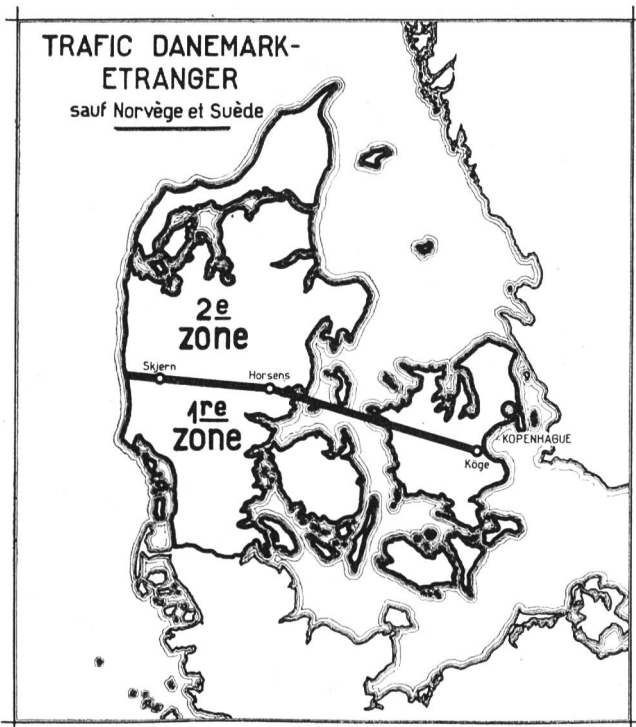 TRAFIC DANEMARK-
ETRANGER
sauf Norvège et Suède
2e
zone
Skjern
Horsens
1re
zone
KOPENHAGUE
Köge